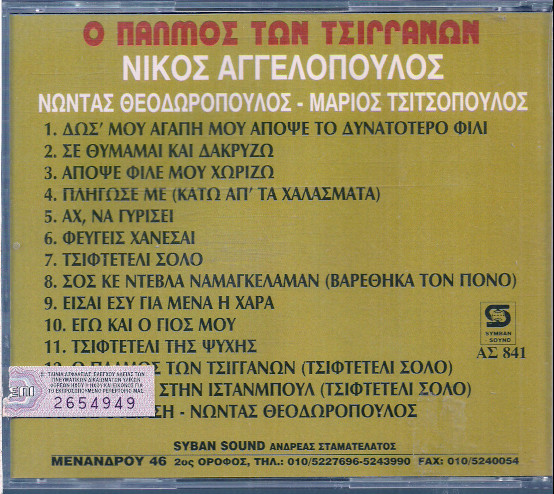 Ο ΠΑΛΜΟΣ ΤΩΝ ΤΣΙΓΓΑΝΩΝ
ΝΙΚΟΣ ΑΓΓΕΛΟΠΟΥΛΟΣ
ΝΩΝΤΑΣ ΘΕΟΔΩΡΟΠΟΥΛΟΣ - ΜΑΡΙΟΣ ΤΣΙΤΣΟΠΟΥΛΟΣ
1. ΔΩΣ' ΜΟΥ ΑΓΑΠΗ ΜΟΥ ΑΠΟΨΕ ΤΟ ΔΥΝΑΤΟΤΕΡΟ ΦΙΛΙ
2. ΣΕ ΘΥΜΑΜΑΙ ΚΑΙ ΔΑΚΡΥΖΩ
3. ΑΠΟΨΕ ΦΙΛΕ ΜΟΥ ΧΩΡΙΖΩ
4. ΠΛΗΓΩΣΕ ΜΕ (ΚΑΤΩ ΑΠ' ΤΑ ΧΑΛΑΣΜΑΤΑ)
5. ΑΧ, ΝΑ ΓΥΡΙΣΕΙ
6. ΦΕΥΓΕΙΣ ΧΑΝΕΣΑΙ
7. ΤΣΙΦΤΕΤΕΛΙ ΣΟΛΟ
8. ΣΟΣ ΚΕ ΝΤΕΒΛΑ ΝΑΜΑΓΚΕΛΑΜΑΝ (ΒΑΡΕΘΗΚΑ ΤΟΝ ΠΟΝΟ)
9. ΕΙΣΑΙ ΕΣΥ ΓΙΑ ΜΕΝΑ Η ΧΑΡΑ
10. ΕΓΩ ΚΑΙ Ο ΓΙΟΣ ΜΟΥ
11. ΤΣΙΦΤΕΤΕΛΙ ΤΗΣ ΨΥΧΗΣ
Ο ΠΑΛΜΟΣ ΤΩΝ ΤΣΙΓΓΑΝΩΝ (ΤΣΙΦΤΕΤΕΛΙ ΣΟΛΟ)
ΣΤΗΝ ΙΣΤΑΝΜΠΟΥΛ (ΤΣΙΦΤΕΤΕΛΙ ΣΟΛΟ)
- ΝΩΝΤΑΣ ΘΕΟΔΩΡΟΠΟΥΛΟΣ
S
SYMBAN
SOUND
ΑΣ 841
ΕΠΙ
2654949
SYBAN SOUND ΑΝΔΡΕΑΣ ΣΤΑΜΑΤΕΛΑΤΟΣ
ΜΕΝΑΝΔΡΟΥ 46 2ος ΟΡΟΦΟΣ, ΤΗΛ.: 010/5227696-5243990 FAX: 010/5240054